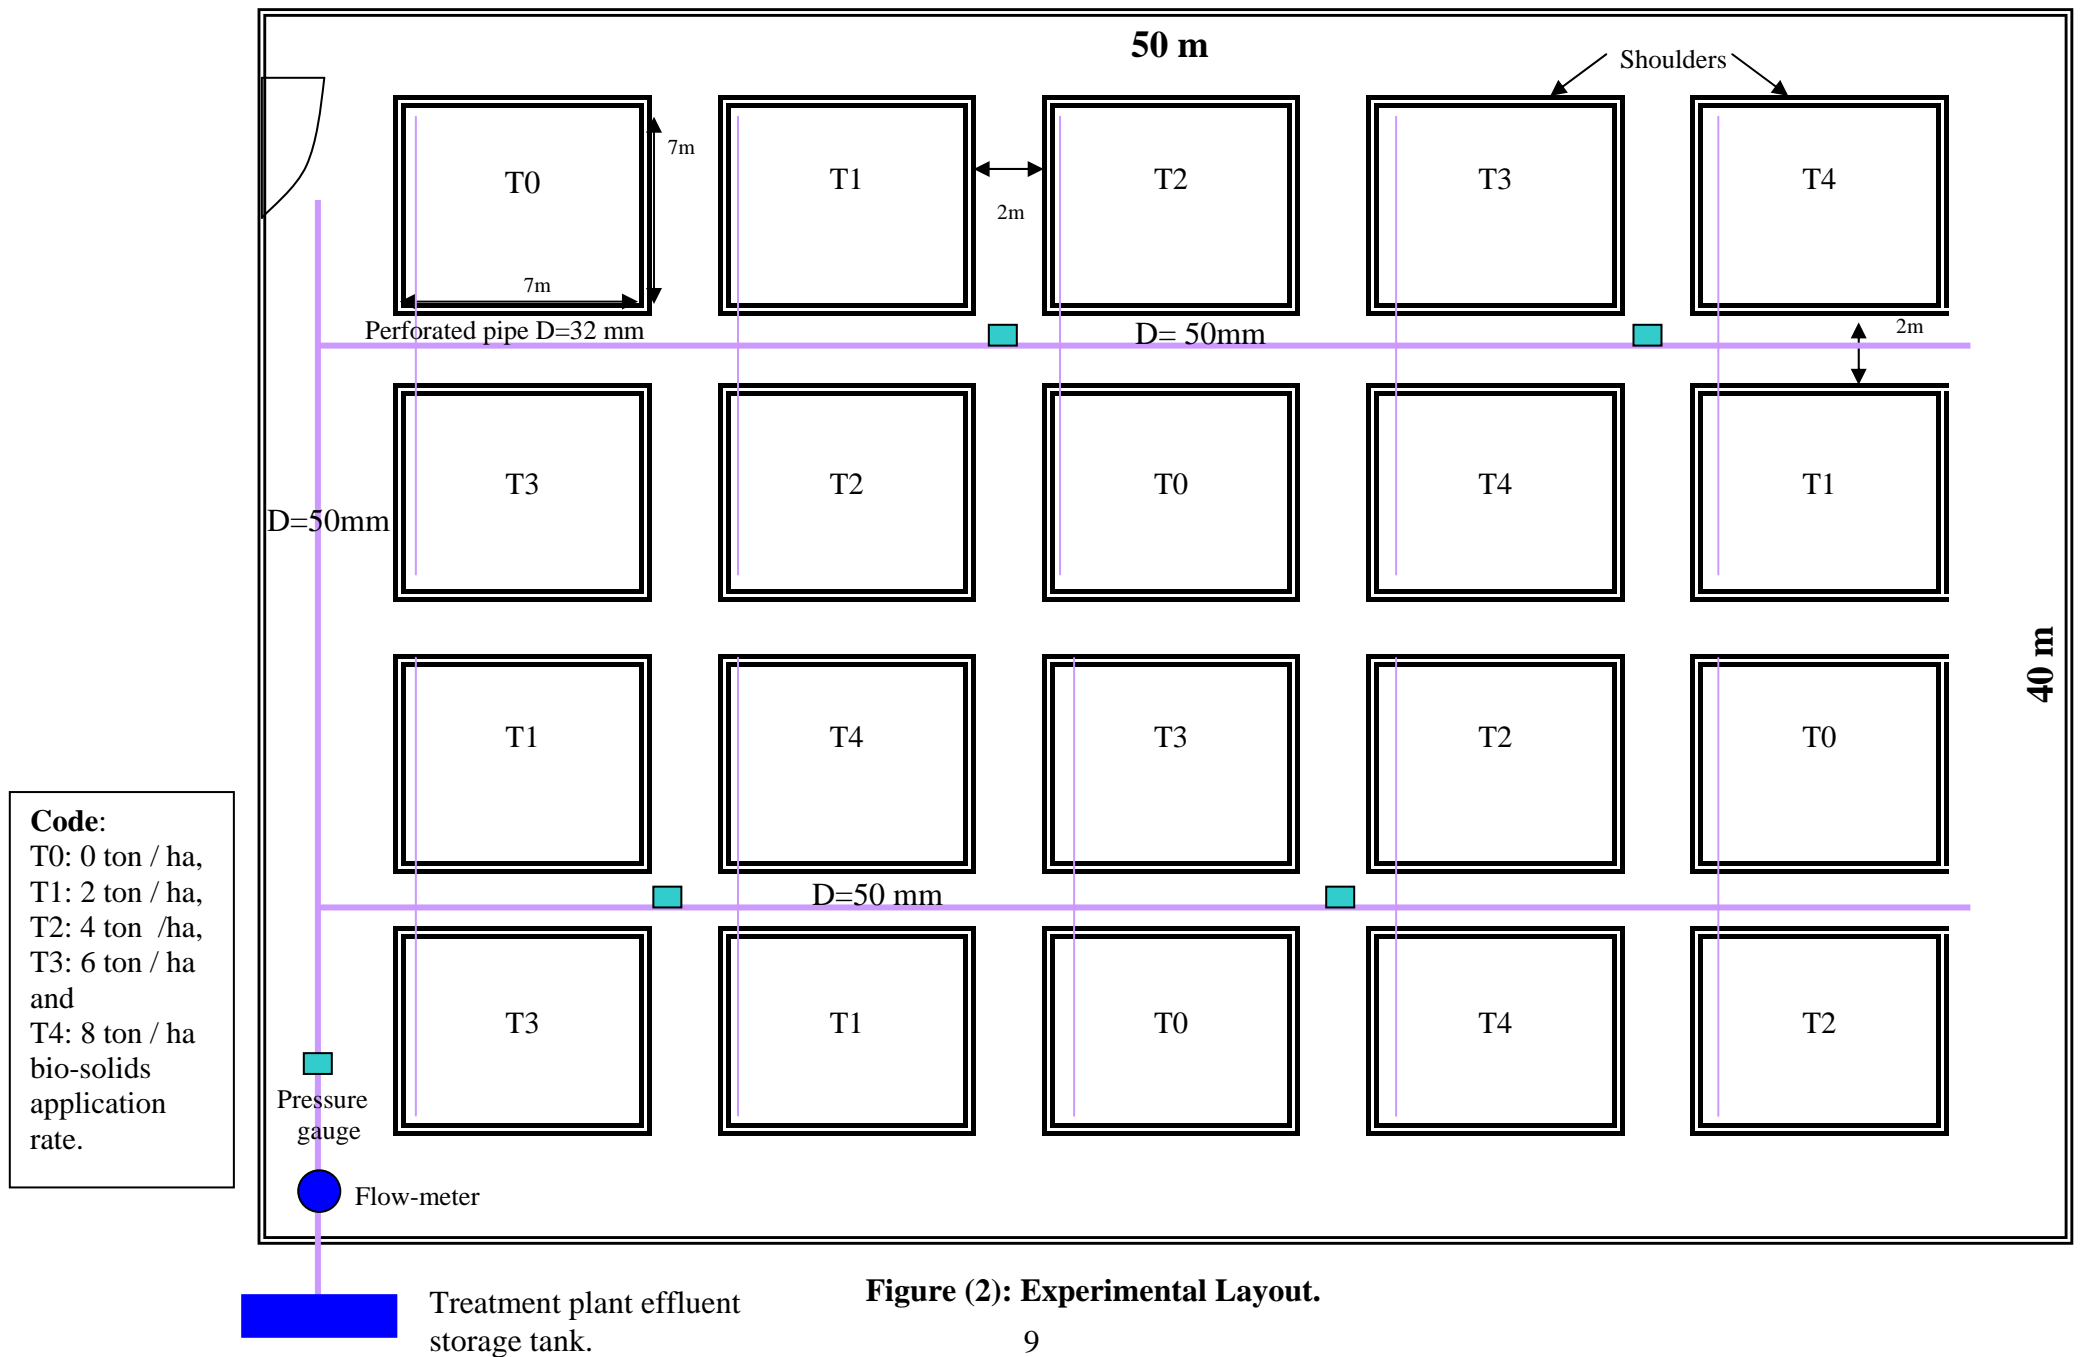 50 m
Shoulders
7m
T0
T1
T2
T3
T4
2m
7m
Perforated pipe D=32 mm
D= 50mm
2m
T3
T2
T0
T4
T1
D=50mm
40 m
T1
T4
T3
T2
T0
Code:
T0: 0 ton / ha,
T1: 2 ton / ha,
T2: 4 ton  /ha,
T3: 6 ton / ha
and
T4: 8 ton / ha
bio-solids
application
rate.
D=50 mm
T3
T1
T0
T4
T2
Pressure
gauge
Flow-meter
Treatment plant effluent
storage tank.
Figure (2): Experimental Layout.
9